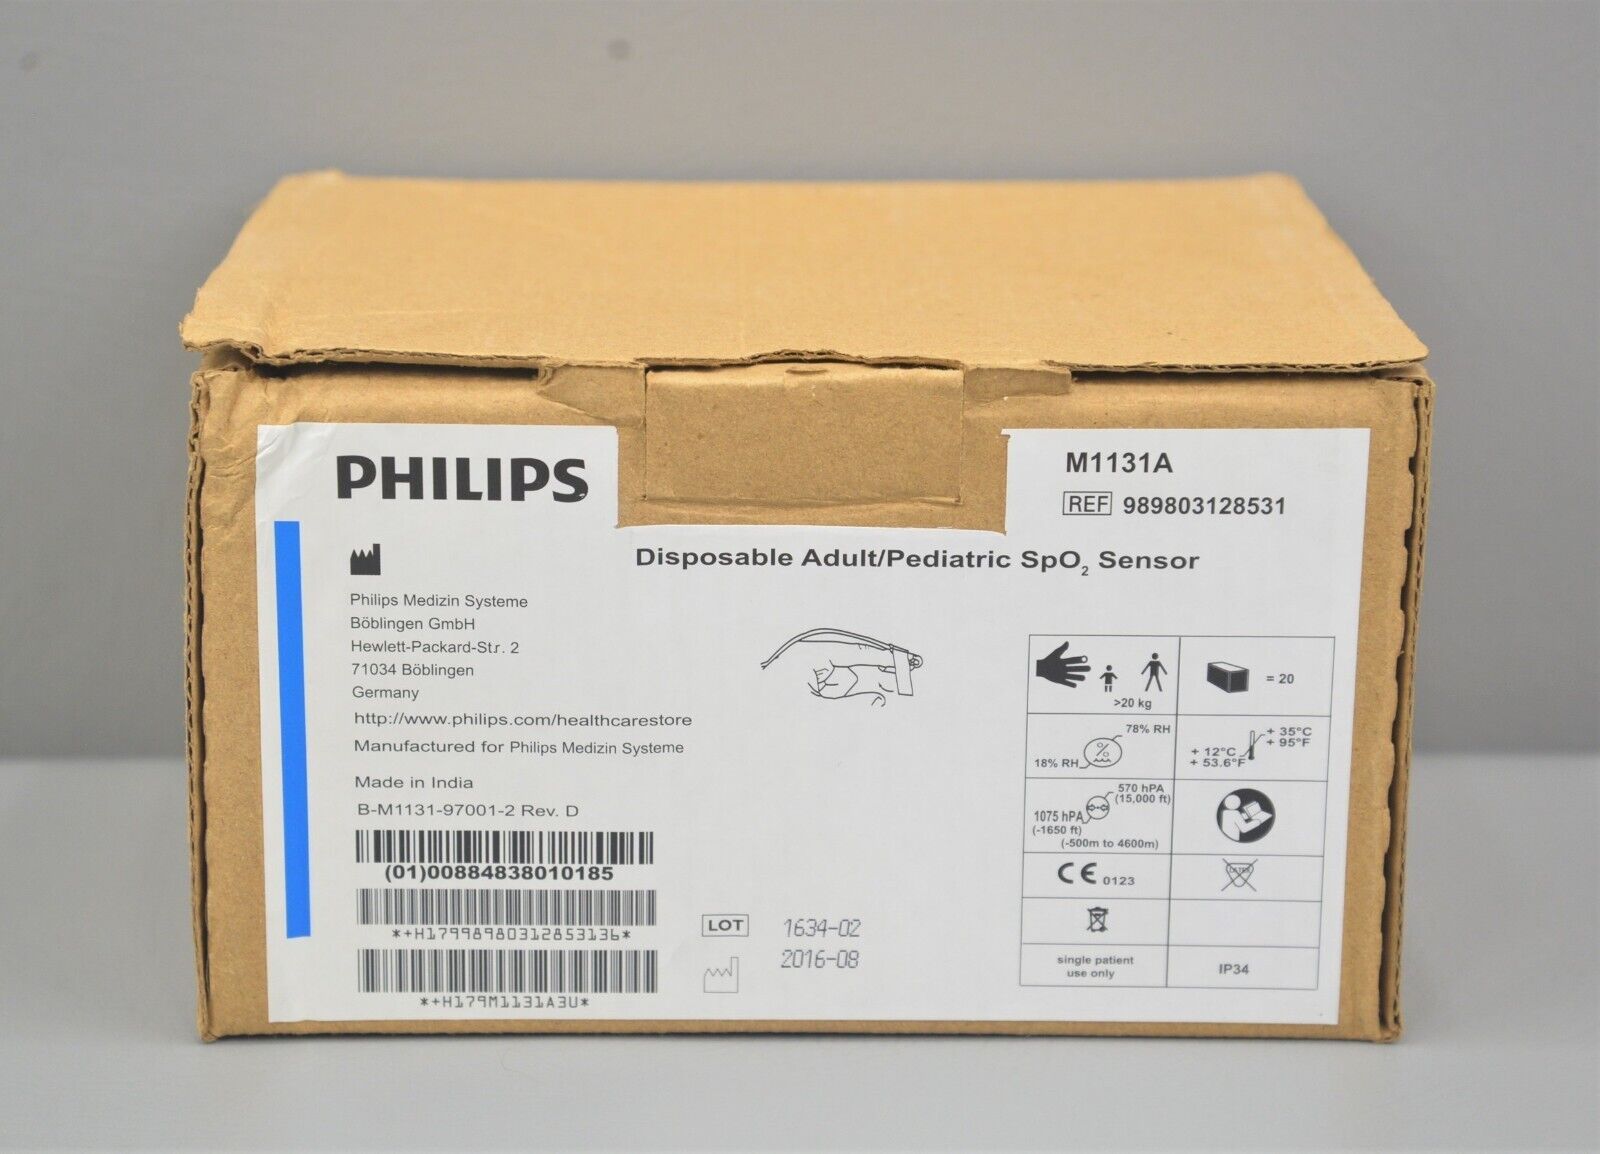 PHILIPS
M1131A
REF 989803128531
Disposable Adult/Pediatric SpO₂ Sensor
Philips Medizin Systeme
Böblingen GmbH
Hewlett-Packard-Str. 2
71034 Böblingen
Germany
http://www.philips.com/healthcarestore
Manufactured for Philips Medizin Systeme
Made in India
B-M1131-97001-2 Rev. D
(01)00884838010185
*+H17998980312853136*
*+H179M1131A3U*
LOT 1634-02
2016-08
>20 kg
= 20
78% RH
18% RH
+ 35°C
+ 95°F
+ 12°C
+ 53.6°F
570 hPA
(15,000 ft)
1075 hPA
(-1650 ft)
(-500m to 4600m)
CE 0123
LATEX
single patient
use only
IP34